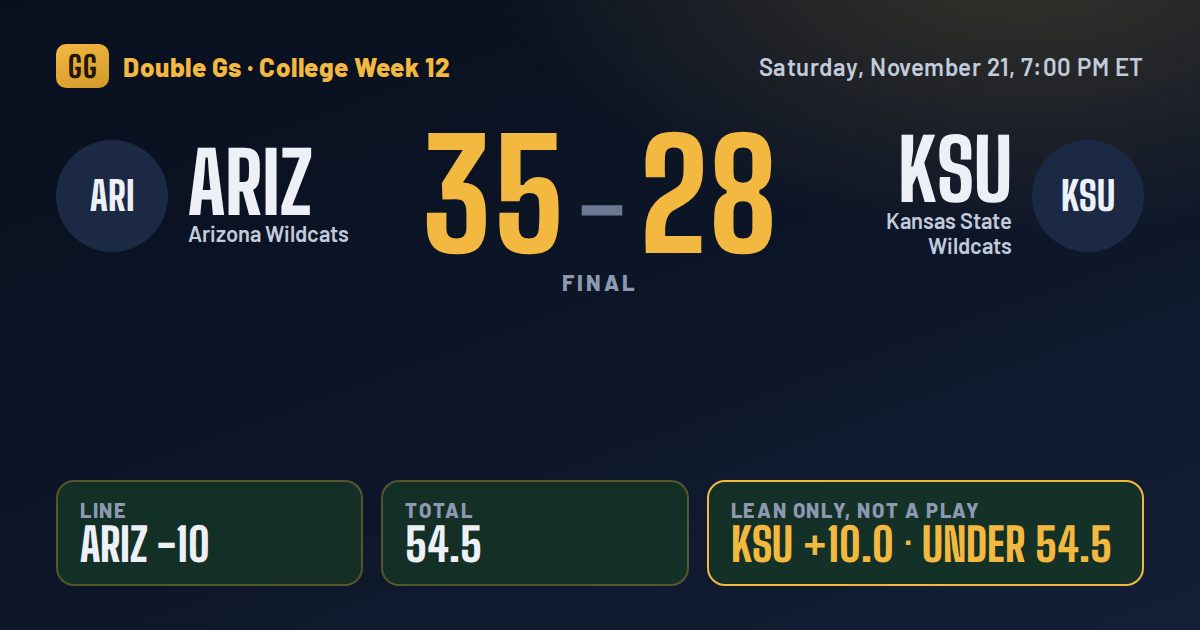 GG
Double Gs · College Week 12
Saturday, November 21, 7:00 PM ET
ARI
ARIZ
Arizona Wildcats
35 – 28
FINAL
KSU
Kansas State
Wildcats
KSU
LINE
ARIZ −10
TOTAL
54.5
LEAN ONLY, NOT A PLAY
KSU +10.0 · UNDER 54.5